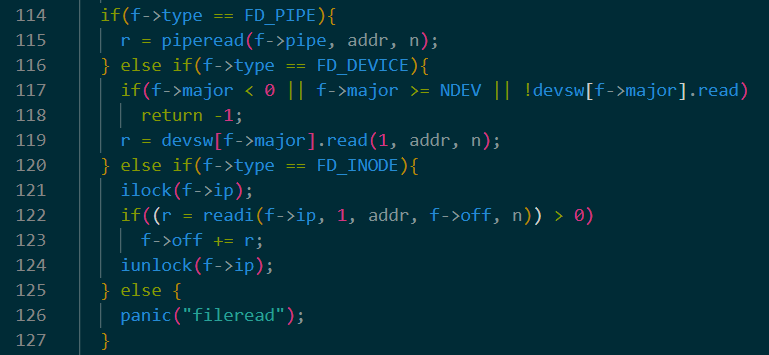 114 if(f->type == FD_PIPE){
115 r = piperead(f->pipe, addr, n);
116 } else if(f->type == FD_DEVICE){
117 if(f->major < 0 || f->major >= NDEV || !devsw[f->major].read)
118 return -1;
119 r = devsw[f->major].read(1, addr, n);
120 } else if(f->type == FD_INODE){
121 ilock(f->ip);
122 if((r = readi(f->ip, 1, addr, f->off, n)) > 0)
123 f->off += r;
124 iunlock(f->ip);
125 } else {
126 panic("fileread");
127 }